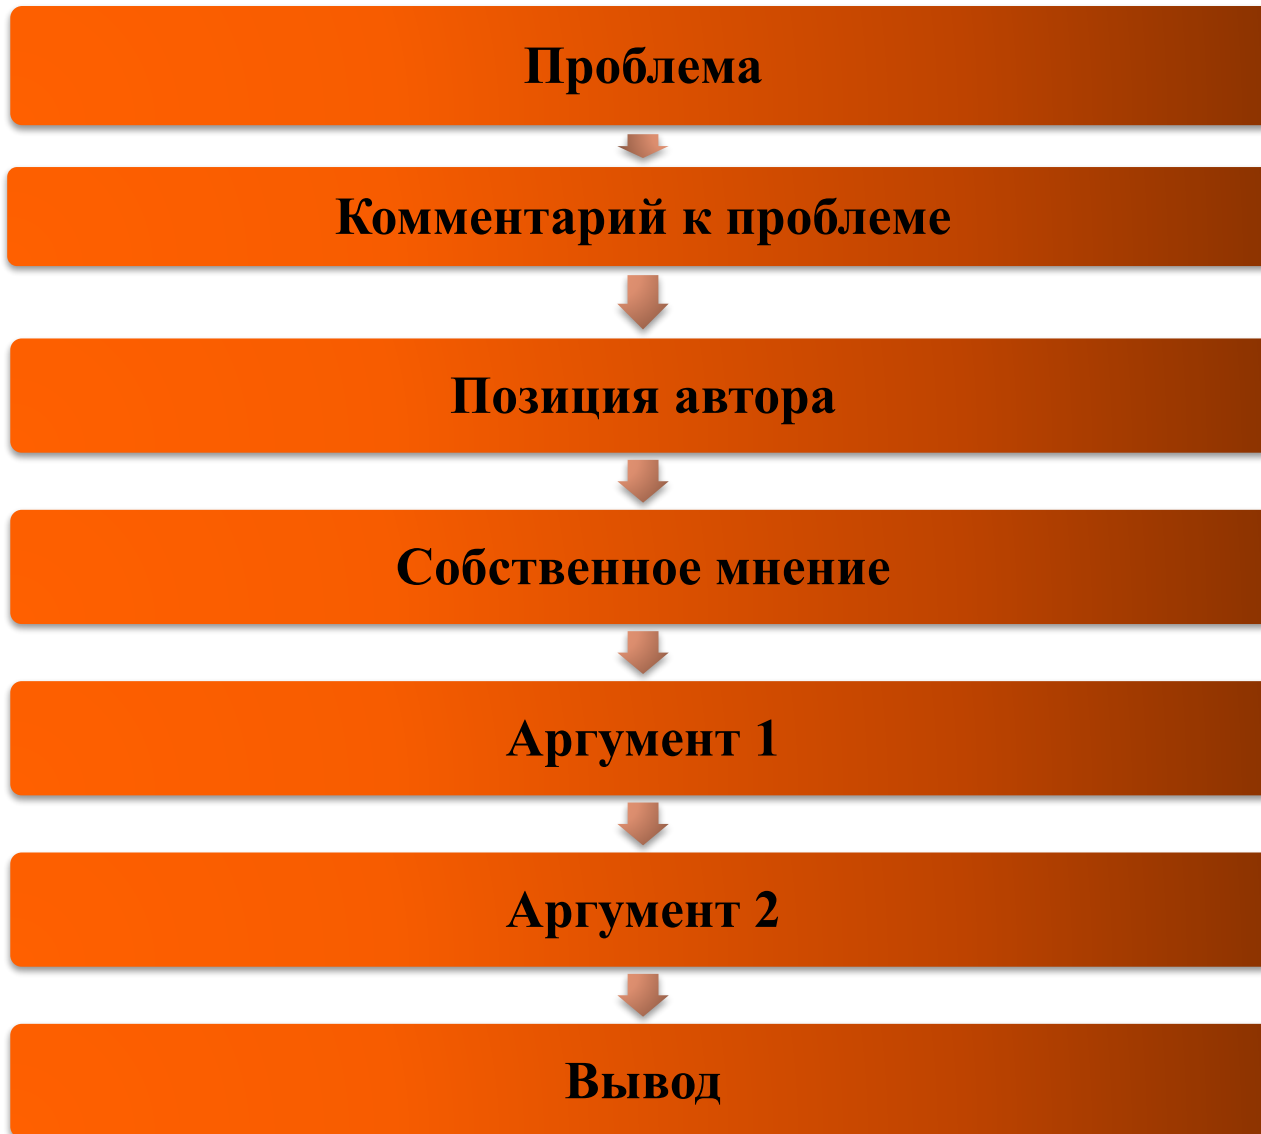 Проблема
Комментарий к проблеме
Позиция автора
Собственное мнение
Аргумент 1
Аргумент 2
Вывод